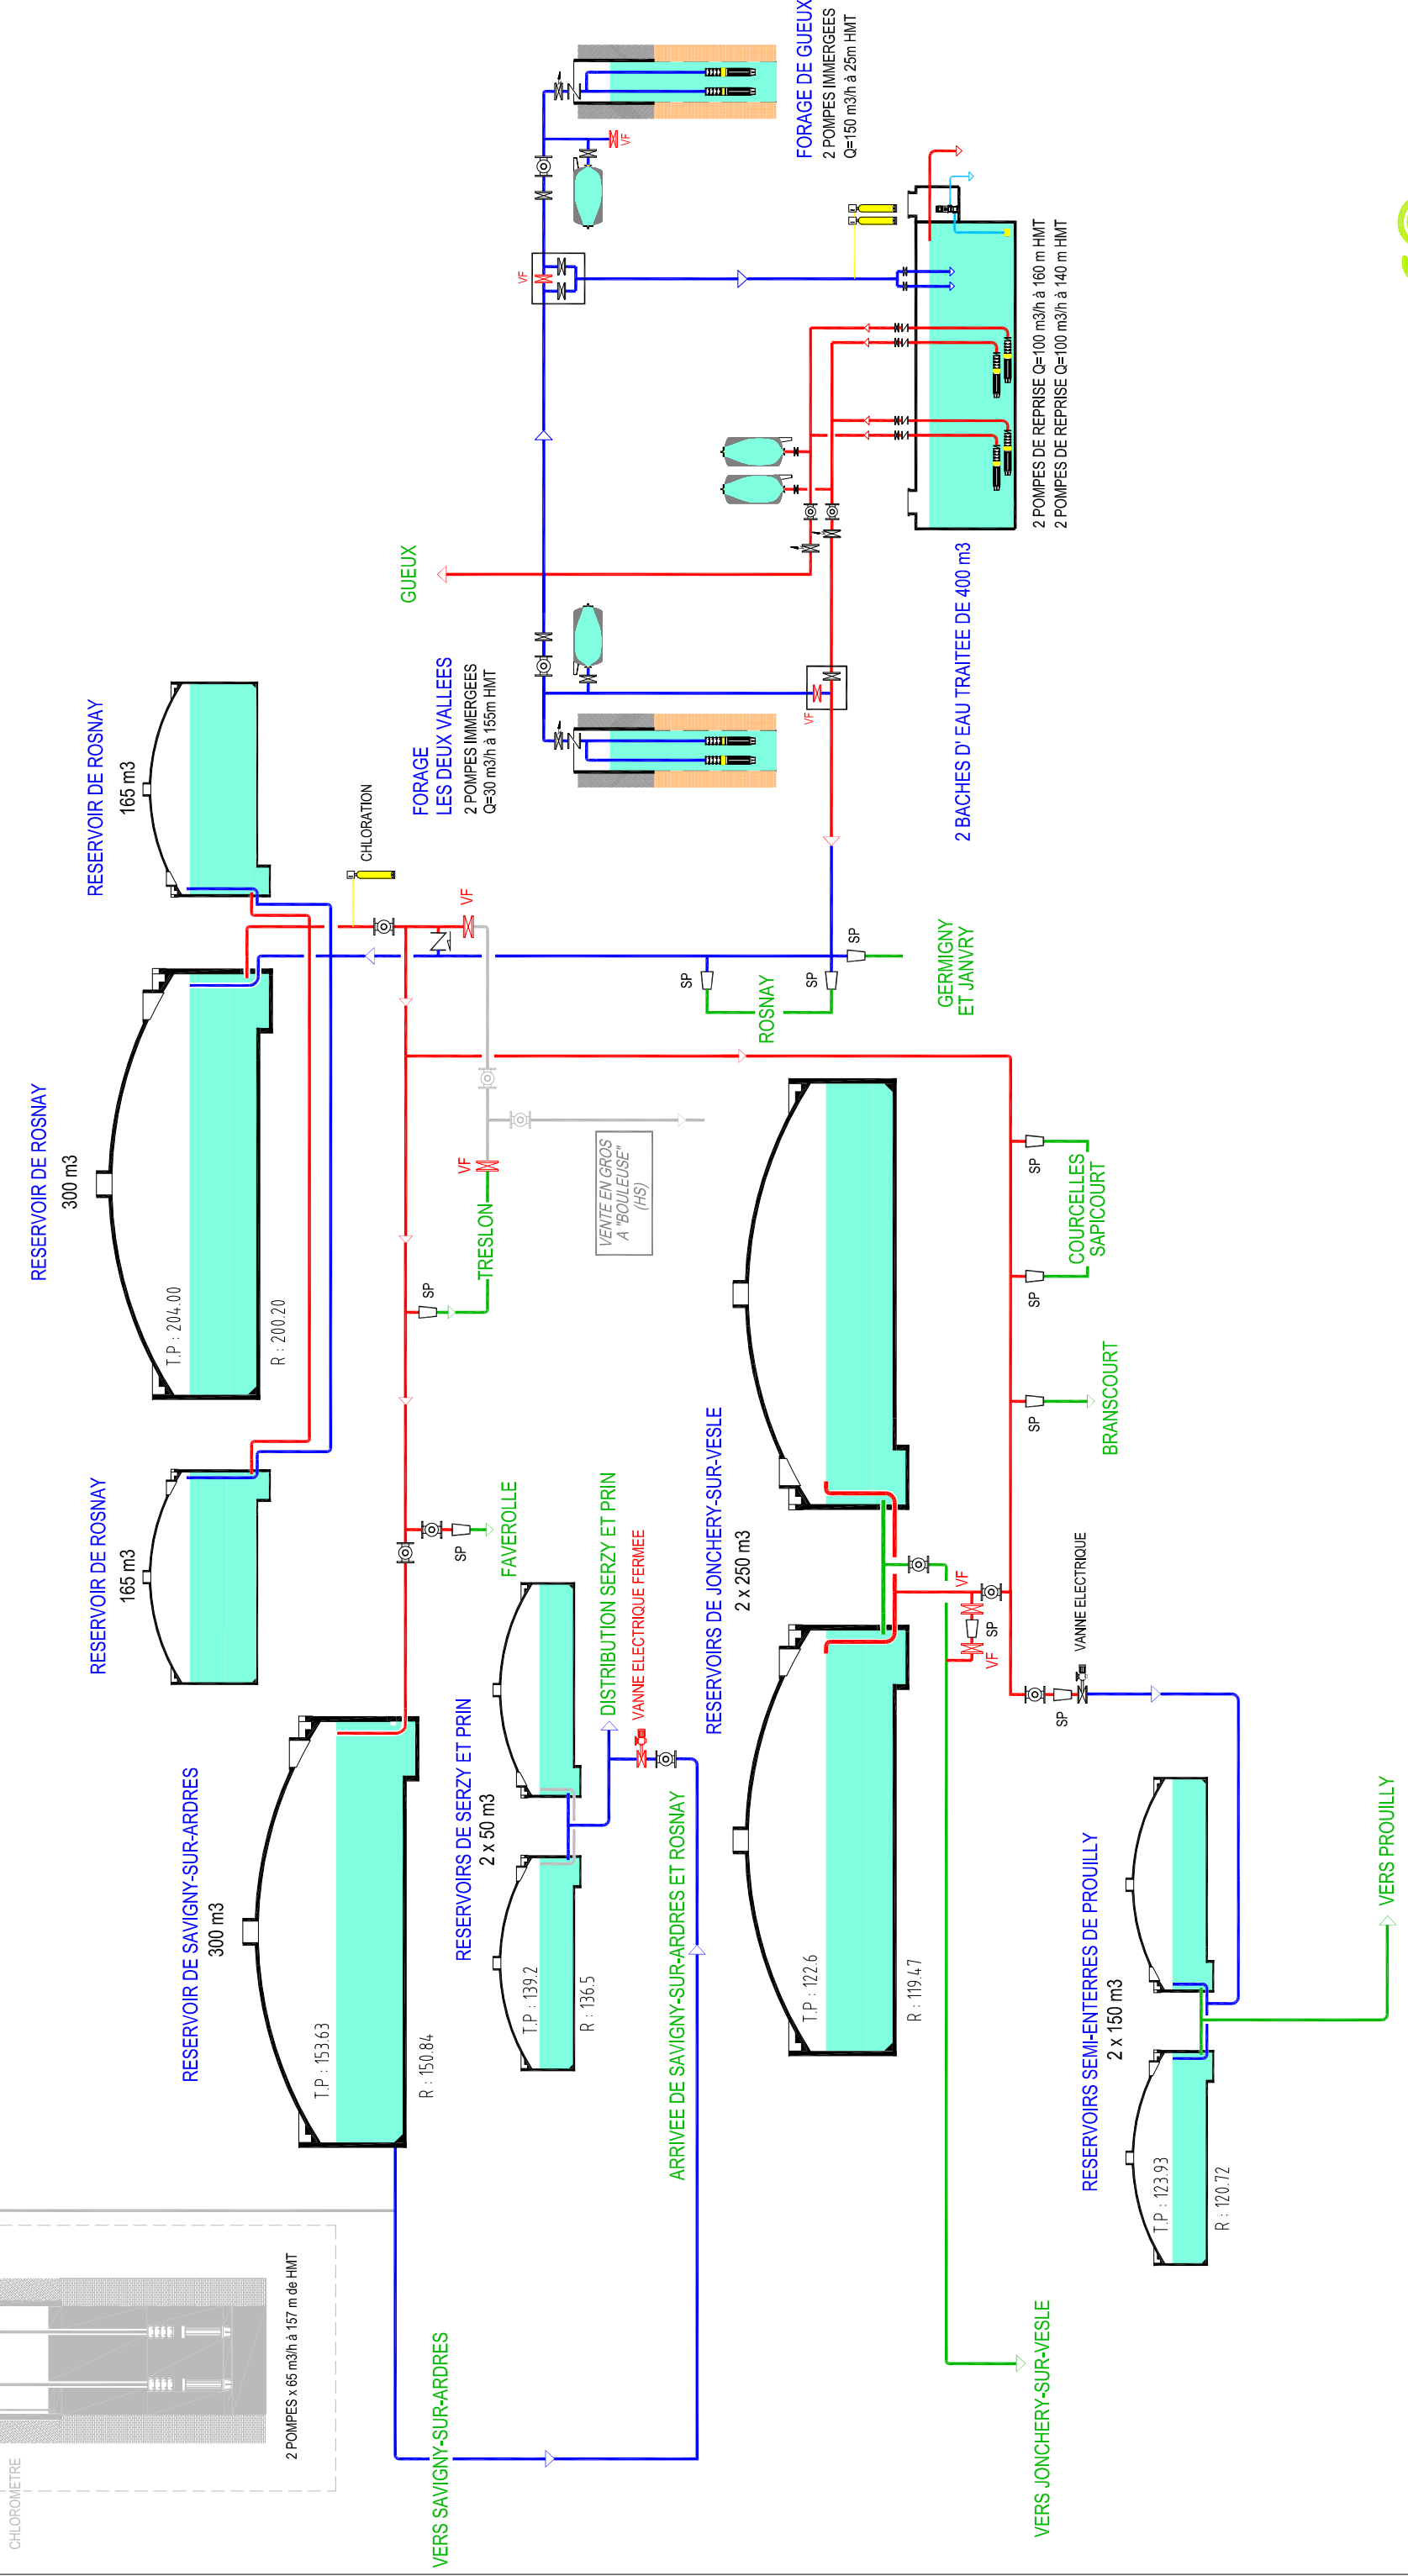 CHLOROMETRE
2 POMPES x 65 m3/h à 157 m de HMT
VERS SAVIGNY-SUR-ARDRES
RESERVOIR DE SAVIGNY-SUR-ARDRES
300 m3
T.P : 153.63
R : 150.84
RESERVOIRS DE SERZY ET PRIN
2 x 50 m3
T.P : 139.2
R : 136.5
DISTRIBUTION SERZY ET PRIN
VANNE ELECTRIQUE FERMEE
ARRIVEE DE SAVIGNY-SUR-ARDRES ET ROSNAY
RESERVOIR DE ROSNAY
165 m3
RESERVOIR DE ROSNAY
300 m3
T.P : 204.00
R : 200.20
RESERVOIR DE ROSNAY
165 m3
CHLORATION
VF
SP
FAVEROLLE
SP
TRESLON
VF
VENTE EN GROS
A "BOULEUSE"
(HS)
SP
ROSNAY
SP
SP
GERMIGNY
ET JANVRY
GUEUX
FORAGE
LES DEUX VALLEES
2 POMPES IMMERGEES
Q=30 m3/h à 155m HMT
VF
VF
VF
FORAGE DE GUEUX
2 POMPES IMMERGEES
Q=150 m3/h à 25m HMT
2 BACHES D' EAU TRAITEE DE 400 m3
2 POMPES DE REPRISE Q=100 m3/h à 160 m HMT
2 POMPES DE REPRISE Q=100 m3/h à 140 m HMT
RESERVOIRS DE JONCHERY-SUR-VESLE
2 x 250 m3
T.P : 122.6
R : 119.47
VF
SP
VF
SP
VANNE ELECTRIQUE
SP
BRANSCOURT
SP
SP
COURCELLES
SAPICOURT
VERS JONCHERY-SUR-VESLE
RESERVOIRS SEMI-ENTERRES DE PROUILLY
2 x 150 m3
T.P : 123.93
R : 120.72
VERS PROUILLY